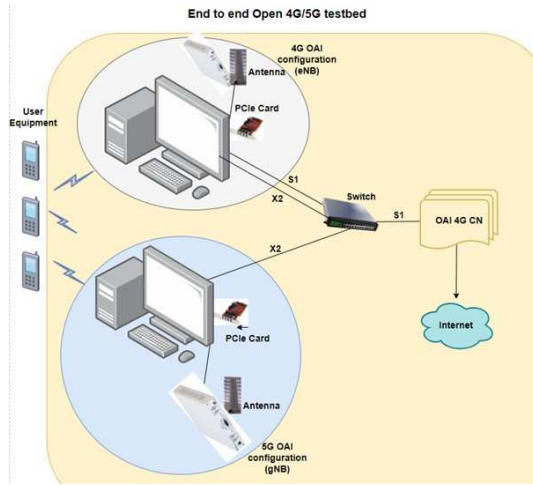 End to end Open 4G/5G testbed
4G OAI
configuration
(eNB)
Antenna
PCIe Card
User
Equipment
S1
X2
Switch
S1
OAI 4G CN
X2
Internet
PCIe Card
Antenna
5G OAI
configuration
(gNB)